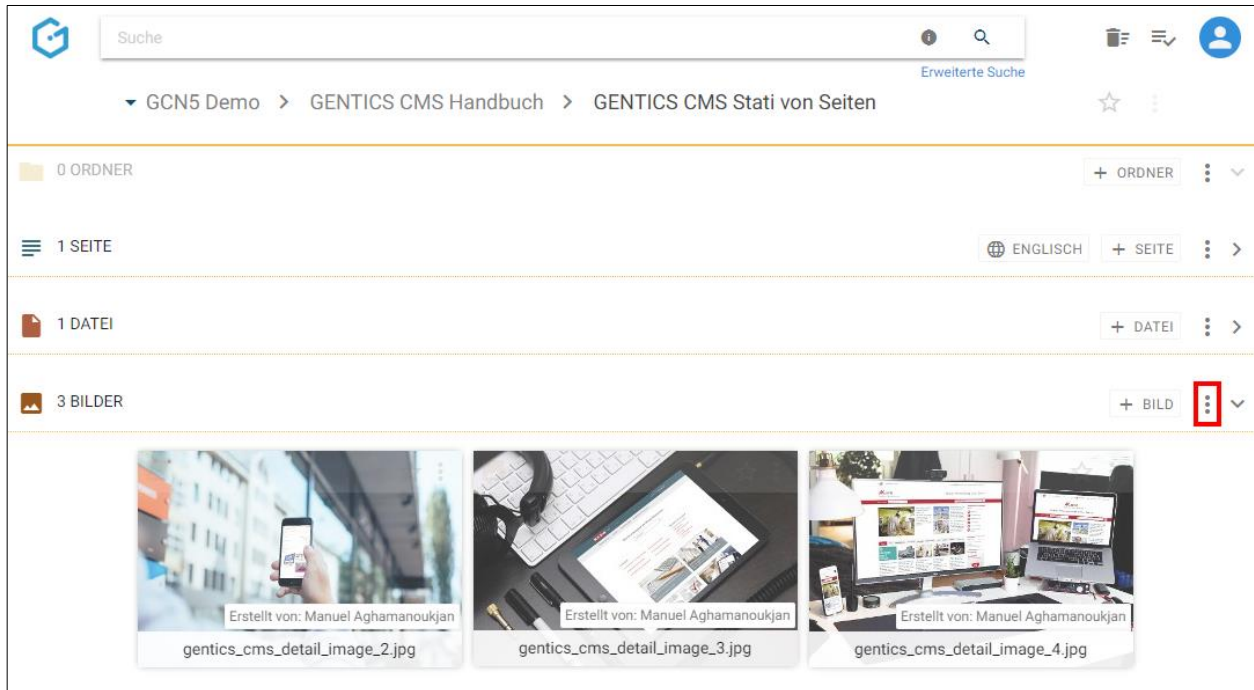 Suche
Erweiterte Suche
GCN5 Demo > GENTICS CMS Handbuch > GENTICS CMS Stati von Seiten
0 ORDNER
+ ORDNER
1 SEITE
ENGLISCH
+ SEITE
1 DATEI
+ DATEI
3 BILDER
+ BILD
Erstellt von: Manuel Aghamanoukjan
Erstellt von: Manuel Aghamanoukjan
Erstellt von: Manuel Aghamanoukjan
gentics_cms_detail_image_2.jpg
gentics_cms_detail_image_3.jpg
gentics_cms_detail_image_4.jpg